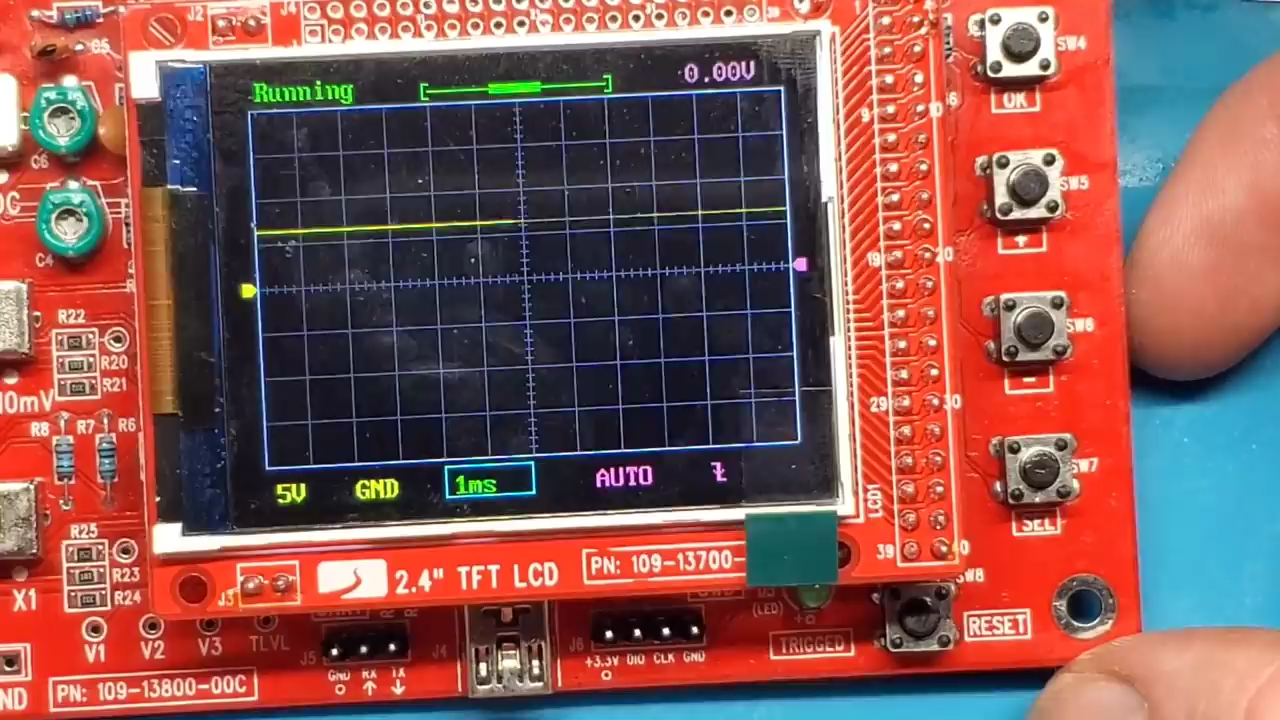 J2
J4
C5
SW4
Running
0.00V
OK
9
10
C6
SW5
+
C4
19
20
R22
SW6
R20
R21
-
10mV
R8
R7
R6
29
30
5V
GND
1ms
AUTO
SW7
LCD1
SEL
R25
39
40
R23
R24
X1
J3
2.4" TFT LCD
PN: 109-13700-
SW8
(LED)
RESET
V1
V2
V3
TLVL
J5
J4
J6
TRIGGED
+3.3V DIO CLK GND
GND RX TX
ND
PN: 109-13800-00C